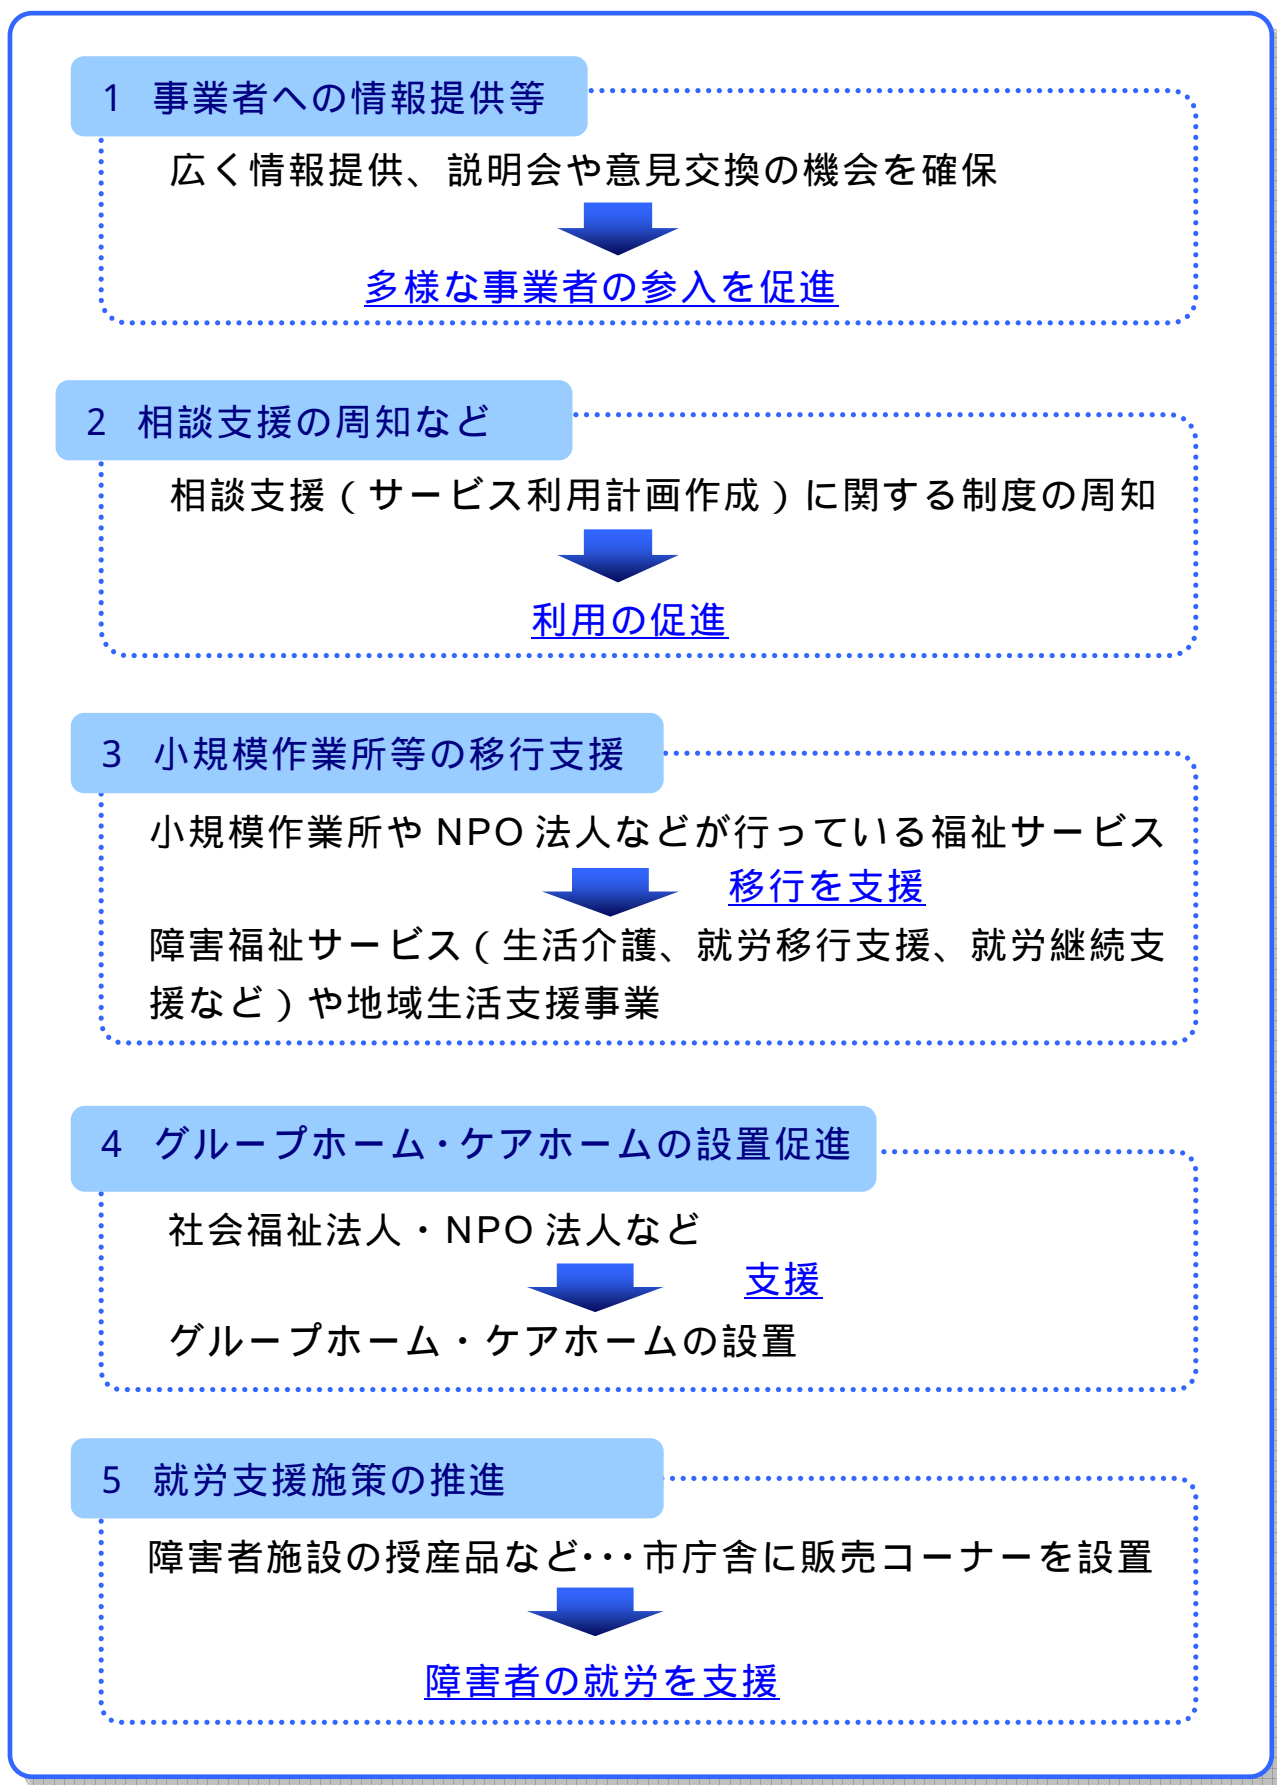 1 事業者への情報提供等
広く情報提供、説明会や意見交換の機会を確保
多様な事業者の参入を促進
2 相談支援の周知など
相談支援（サービス利用計画作成）に関する制度の周知
利用の促進
3 小規模作業所等の移行支援
小規模作業所や NPO 法人などが行っている福祉サービス
移行を支援
障害福祉サービス（生活介護、就労移行支援、就労継続支
援など）や地域生活支援事業
4 グループホーム・ケアホームの設置促進
社会福祉法人・NPO 法人など
支援
グループホーム・ケアホームの設置
5 就労支援施策の推進
障害者施設の授産品など･･･市庁舎に販売コーナーを設置
障害者の就労を支援